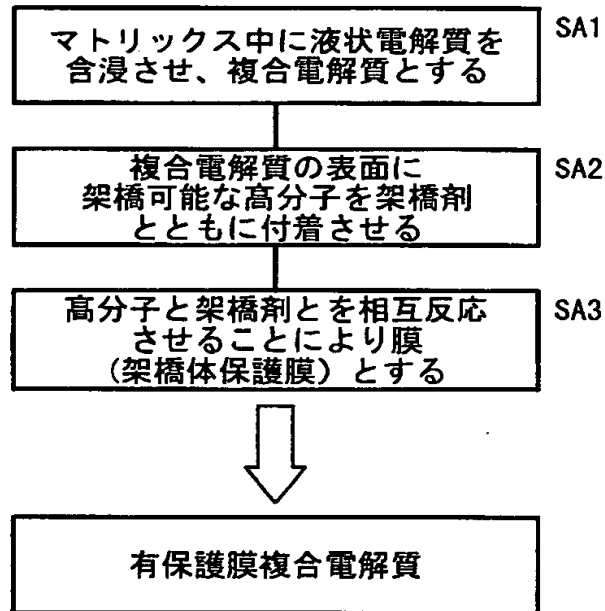 マトリックス中に液状電解質を
含浸させ、複合電解質とする
SA1
複合電解質の表面に
架橋可能な高分子を架橋剤
とともに付着させる
SA2
高分子と架橋剤とを相互反応
させることにより膜
（架橋体保護膜）とする
SA3
有保護膜複合電解質